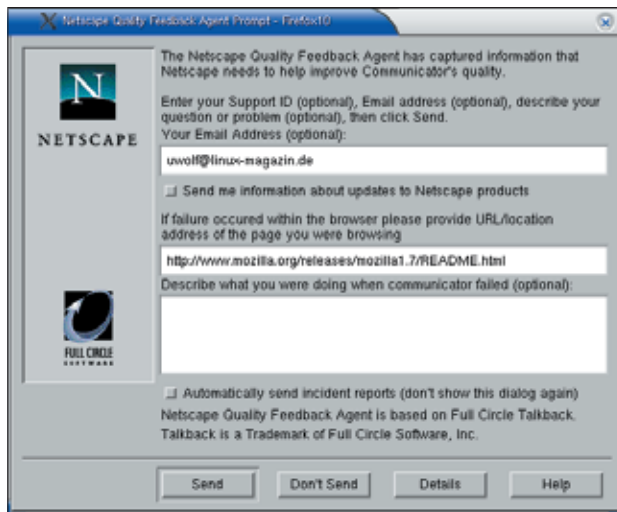 Netscape Quality Feedback Agent Prompt - Firefox10
The Netscape Quality Feedback Agent has captured information that
Netscape needs to help improve Communicator's quality.
N
NETSCAPE
Enter your Support ID (optional), Email address (optional), describe your
question or problem (optional), then click Send.
Your Email Address (optional):
uwolf@linux-magazin.de
Send me information about updates to Netscape products
If failure occured within the browser please provide URL/location
address of the page you were browsing
http://www.mozilla.org/releases/mozilla1.7/README.html
Describe what you were doing when communicator failed (optional):
FULL CIRCLE
SOFTWARE
Automatically send incident reports (don't show this dialog again)
Netscape Quality Feedback Agent is based on Full Circle Talkback.
Talkback is a Trademark of Full Circle Software, Inc.
Send
Don't Send
Details
Help